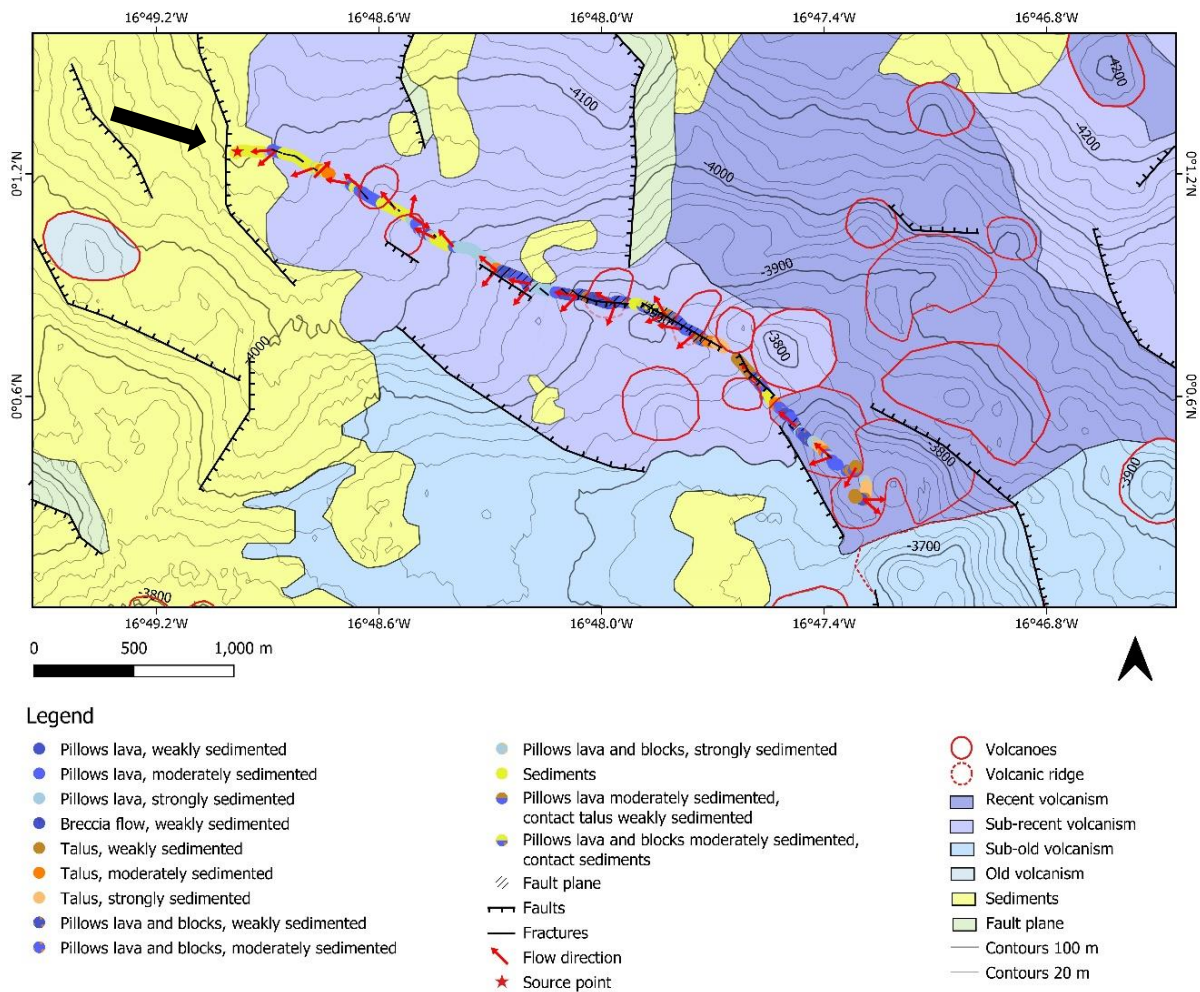 16°49.2'W 16°48.6'W 16°48.0'W 16°47.4'W 16°46.8'W
-4200
-4100
-4200
0°1.2'N 0°1.2'N
-4000
-3900
-4000
-3800
0°0.6'N 0°0.6'N
-3800
-3900
-3700
-3800
16°49.2'W 16°48.6'W 16°48.0'W 16°47.4'W 16°46.8'W
0 500 1,000 m
Legend
Pillows lava, weakly sedimented
Pillows lava, moderately sedimented
Pillows lava, strongly sedimented
Breccia flow, weakly sedimented
Talus, weakly sedimented
Talus, moderately sedimented
Talus, strongly sedimented
Pillows lava and blocks, weakly sedimented
Pillows lava and blocks, moderately sedimented
Pillows lava and blocks, strongly sedimented
Sediments
Pillows lava moderately sedimented,
contact talus weakly sedimented
Pillows lava and blocks moderately sedimented,
contact sediments
Fault plane
Faults
Fractures
Flow direction
Source point
Volcanoes
Volcanic ridge
Recent volcanism
Sub-recent volcanism
Sub-old volcanism
Old volcanism
Sediments
Fault plane
Contours 100 m
Contours 20 m